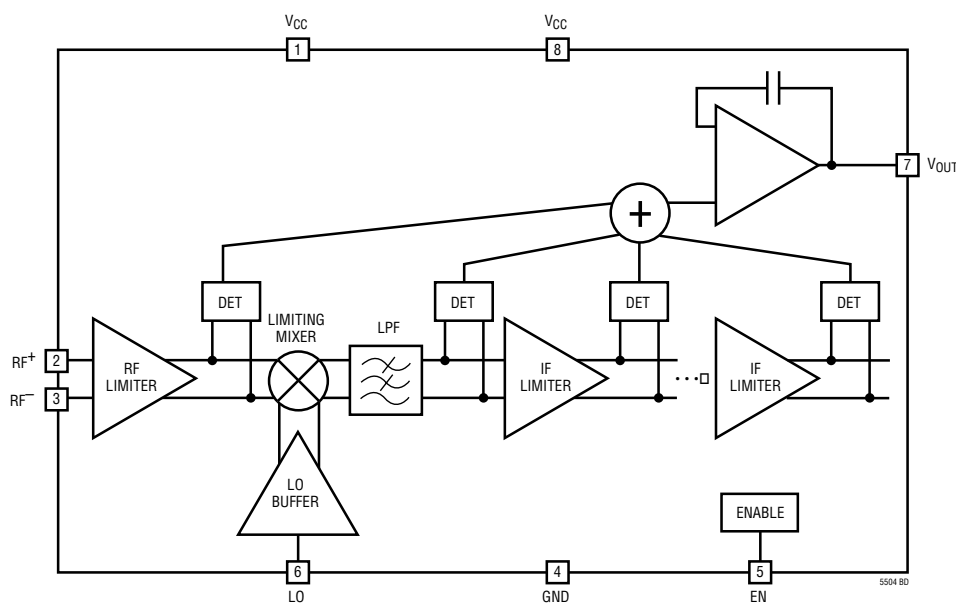 VCC
VCC
1
8
7
VOUT
+
DET
DET
DET
DET
LIMITING
MIXER
LPF
RF+
2
RF−
3
RF
LIMITER
IF
LIMITER
...□
IF
LIMITER
LO
BUFFER
ENABLE
6
4
5
LO
GND
EN
5504 BD